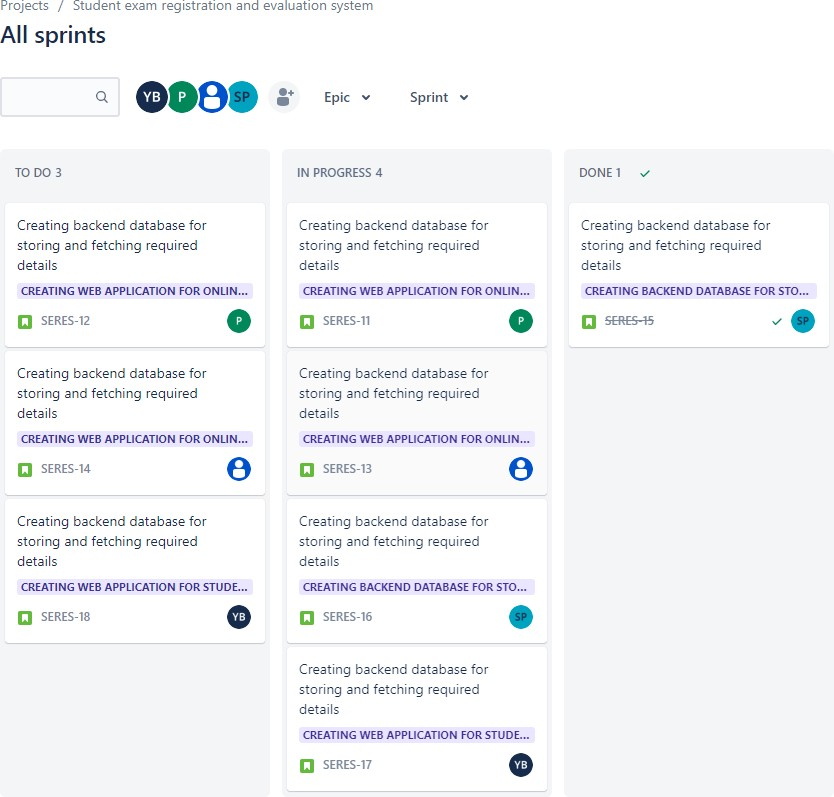 Projects / Student exam registration and evaluation system
All sprints
YB P SP Epic Sprint
TO DO 3
Creating backend database for
storing and fetching required
details
CREATING WEB APPLICATION FOR ONLIN...
SERES-12 P
Creating backend database for
storing and fetching required
details
CREATING WEB APPLICATION FOR ONLIN...
SERES-14
Creating backend database for
storing and fetching required
details
CREATING WEB APPLICATION FOR STUDE...
SERES-18 YB
IN PROGRESS 4
Creating backend database for
storing and fetching required
details
CREATING WEB APPLICATION FOR ONLIN...
SERES-11 P
Creating backend database for
storing and fetching required
details
CREATING WEB APPLICATION FOR ONLIN...
SERES-13
Creating backend database for
storing and fetching required
details
CREATING BACKEND DATABASE FOR STO...
SERES-16 SP
Creating backend database for
storing and fetching required
details
CREATING WEB APPLICATION FOR STUDE...
SERES-17 YB
DONE 1
Creating backend database for
storing and fetching required
details
CREATING BACKEND DATABASE FOR STO...
SERES-15 SP